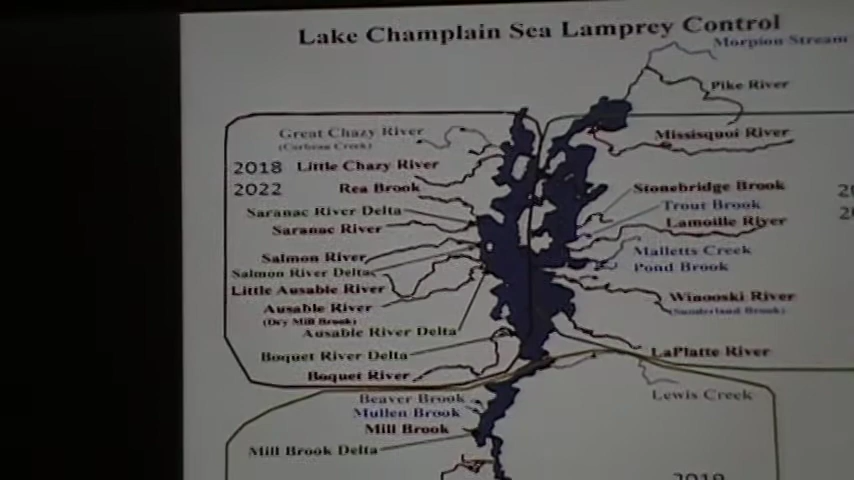 Lake Champlain Sea Lamprey Control
Morpion Stream
Pike River
Great Chazy River
(Corbeau Creek)
Missisquoi River
2018 Little Chazy River
2022 Rea Brook
Stonebridge Brook
Saranac River Delta
Trout Brook
Saranac River
Lamoille River
Salmon River
Malletts Creek
Salmon River Delta
Pond Brook
Little Ausable River
Winooski River
Ausable River
(Sunderland Brook)
(Dry Mill Brook)
Ausable River Delta
Boquet River Delta
LaPlatte River
Boquet River
Lewis Creek
Beaver Brook
Mullen Brook
Mill Brook
Mill Brook Delta
2019